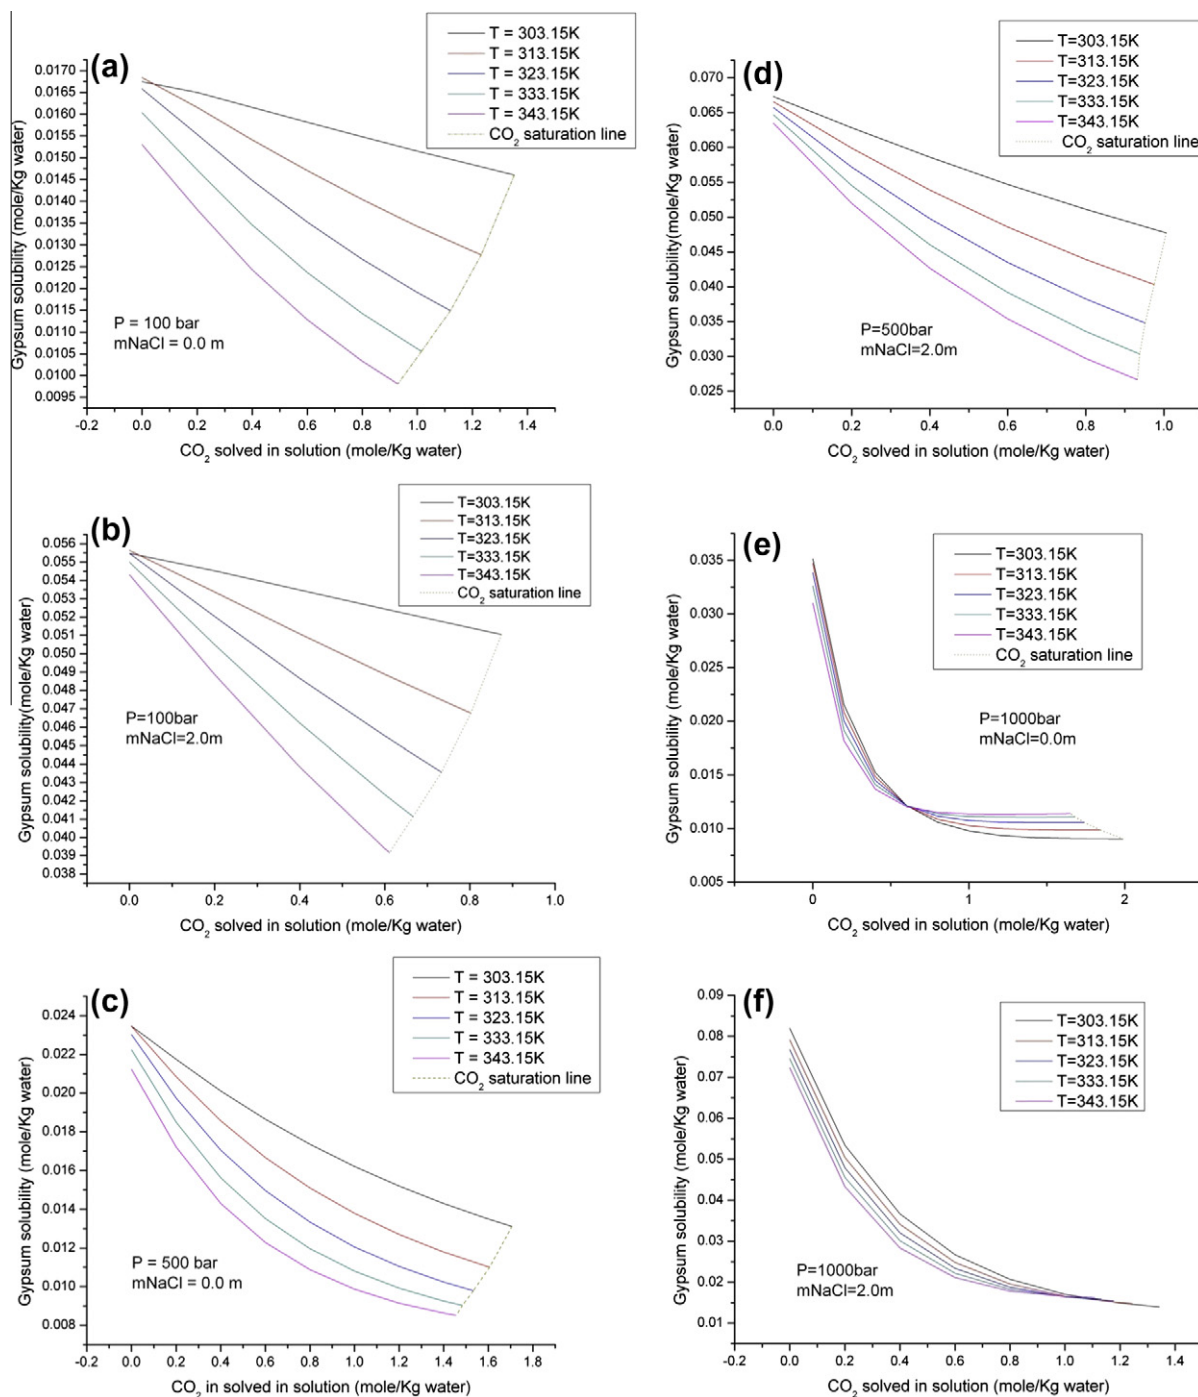 (a)
T = 303.15K
T = 313.15K
T = 323.15K
T = 333.15K
T = 343.15K
CO2 saturation line
Gypsum solubility (mole/Kg water)
0.0170
0.0165
0.0160
0.0155
0.0150
0.0145
0.0140
0.0135
0.0130
0.0125
0.0120
0.0115
0.0110
0.0105
0.0100
0.0095
P = 100 bar
mNaCl = 0.0 m
-0.2 0.0 0.2 0.4 0.6 0.8 1.0 1.2 1.4
CO2 solved in solution (mole/Kg water)
(b)
T=303.15K
T=313.15K
T=323.15K
T=333.15K
T=343.15K
CO2 saturation line
Gypsum solubility(mole/Kg water)
0.056
0.055
0.054
0.053
0.052
0.051
0.050
0.049
0.048
0.047
0.046
0.045
0.044
0.043
0.042
0.041
0.040
0.039
0.038
P=100bar
mNaCl=2.0m
0.0 0.2 0.4 0.6 0.8 1.0
CO2 solved in solution (mole/Kg water)
(c)
T = 303.15K
T = 313.15K
T = 323.15K
T = 333.15K
T = 343.15K
CO2 saturation line
Gypsum solubility (mole/Kg water)
0.024
0.022
0.020
0.018
0.016
0.014
0.012
0.010
0.008
P = 500 bar
mNaCl = 0.0 m
-0.2 0.0 0.2 0.4 0.6 0.8 1.0 1.2 1.4 1.6 1.8
CO2 in solved in solution (mole/Kg water)
(d)
T=303.15K
T=313.15K
T=323.15K
T=333.15K
T=343.15K
CO2 saturation line
Gypsum solubility(mole/Kg water)
0.070
0.065
0.060
0.055
0.050
0.045
0.040
0.035
0.030
0.025
P=500bar
mNaCl=2.0m
0.0 0.2 0.4 0.6 0.8 1.0
CO2 solved in solution (mole/Kg water)
(e)
T=303.15K
T=313.15K
T=323.15K
T=333.15K
T=343.15K
CO2 saturation line
Gypsum solubility (mole/Kg water)
0.035
0.030
0.025
0.020
0.015
0.010
0.005
P=1000bar
mNaCl=0.0m
0 1 2
CO2 solved in solution (mole/Kg water)
(f)
T=303.15K
T=313.15K
T=323.15K
T=333.15K
T=343.15K
Gypsum solubility (mole/Kg water)
0.09
0.08
0.07
0.06
0.05
0.04
0.03
0.02
0.01
P=1000bar
mNaCl=2.0m
-0.2 0.0 0.2 0.4 0.6 0.8 1.0 1.2 1.4
CO2 solved in solution (mole/Kg water)